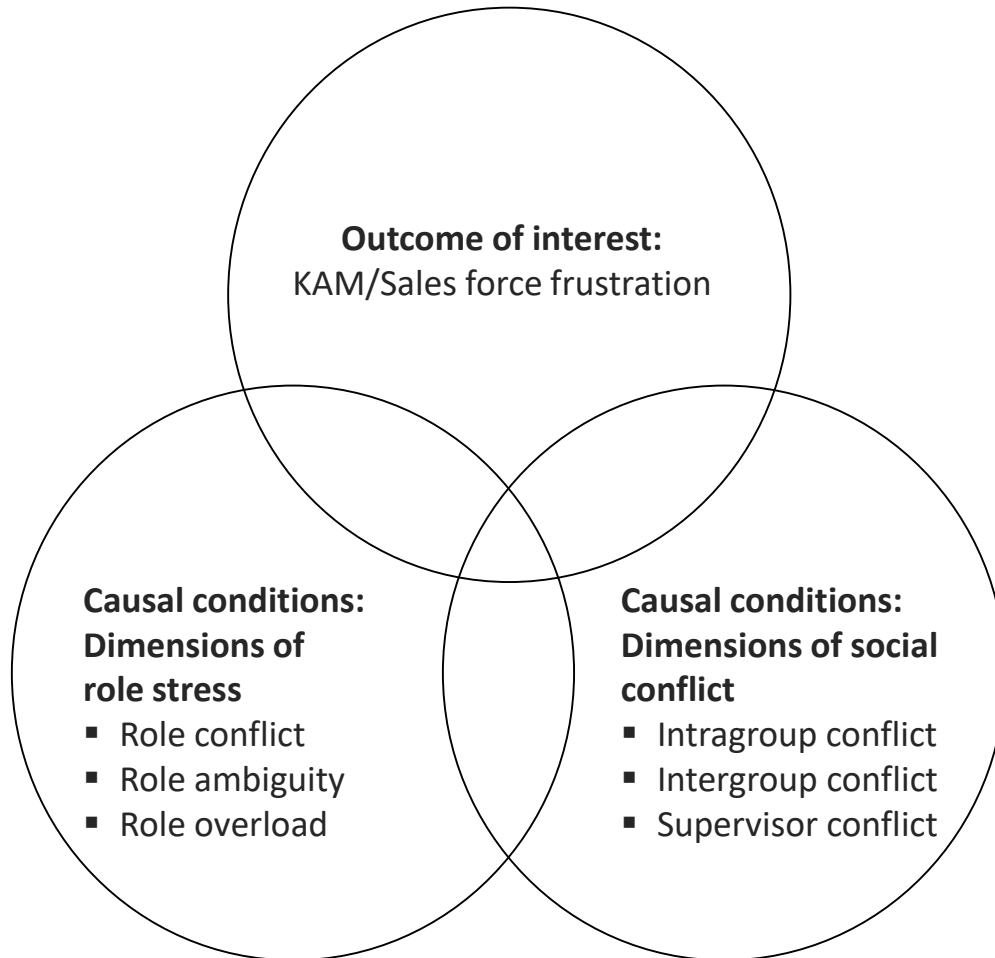 Outcome of interest:
KAM/Sales force frustration
Causal conditions:
Dimensions of
role stress
▪ Role conflict
▪ Role ambiguity
▪ Role overload
Causal conditions:
Dimensions of social
conflict
▪ Intragroup conflict
▪ Intergroup conflict
▪ Supervisor conflict